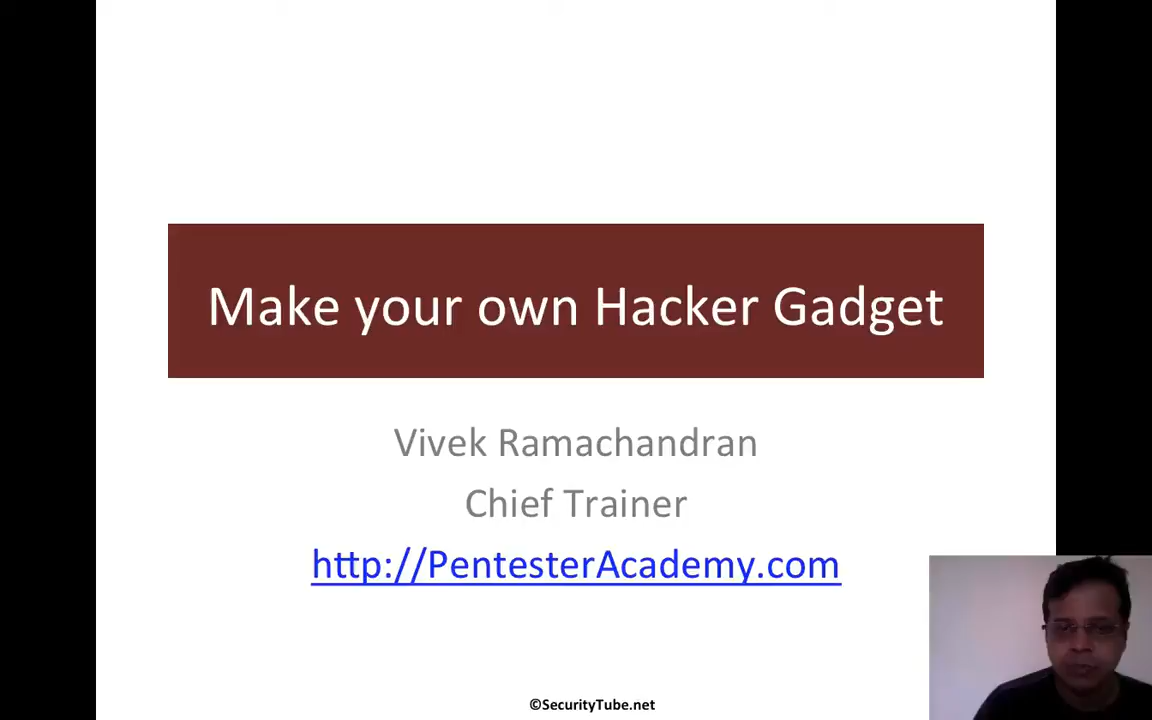 Make your own Hacker Gadget
Vivek Ramachandran
Chief Trainer
http://PentesterAcademy.com
©SecurityTube.net